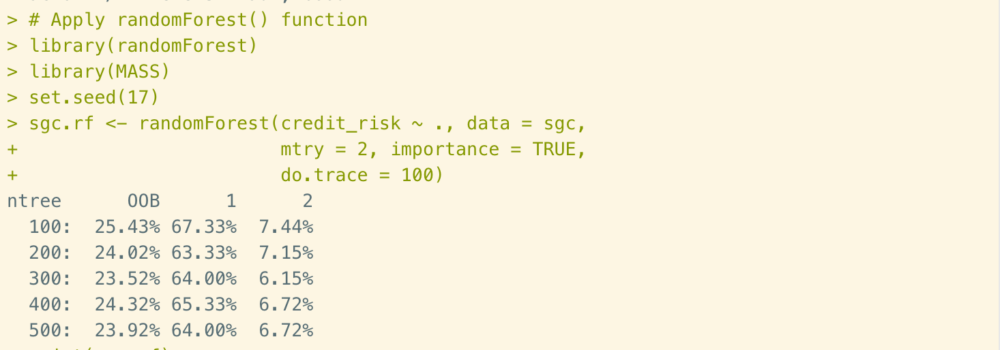 > # Apply randomForest() function
> library(randomForest)
> library(MASS)
> set.seed(17)
> sgc.rf <- randomForest(credit_risk ~ ., data = sgc,
+                        mtry = 2, importance = TRUE,
+                        do.trace = 100)
ntree      OOB      1      2
  100:  25.43% 67.33%  7.44%
  200:  24.02% 63.33%  7.15%
  300:  23.52% 64.00%  6.15%
  400:  24.32% 65.33%  6.72%
  500:  23.92% 64.00%  6.72%